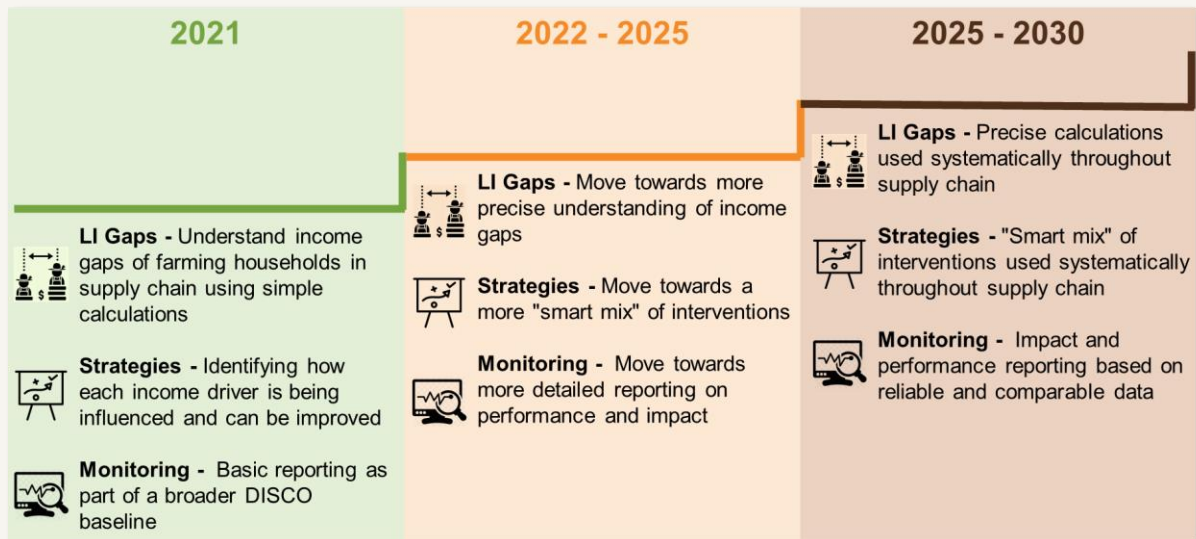 2021
LI Gaps - Understand income
gaps of farming households in
supply chain using simple
calculations
Strategies - Identifying how
each income driver is being
influenced and can be improved
Monitoring - Basic reporting as
part of a broader DISCO
baseline
2022 - 2025
LI Gaps - Move towards more
precise understanding of income
gaps
Strategies - Move towards a
more "smart mix" of interventions
Monitoring - Move towards
more detailed reporting on
performance and impact
2025 - 2030
LI Gaps - Precise calculations
used systematically throughout
supply chain
Strategies - "Smart mix" of
interventions used systematically
throughout supply chain
Monitoring - Impact and
performance reporting based on
reliable and comparable data